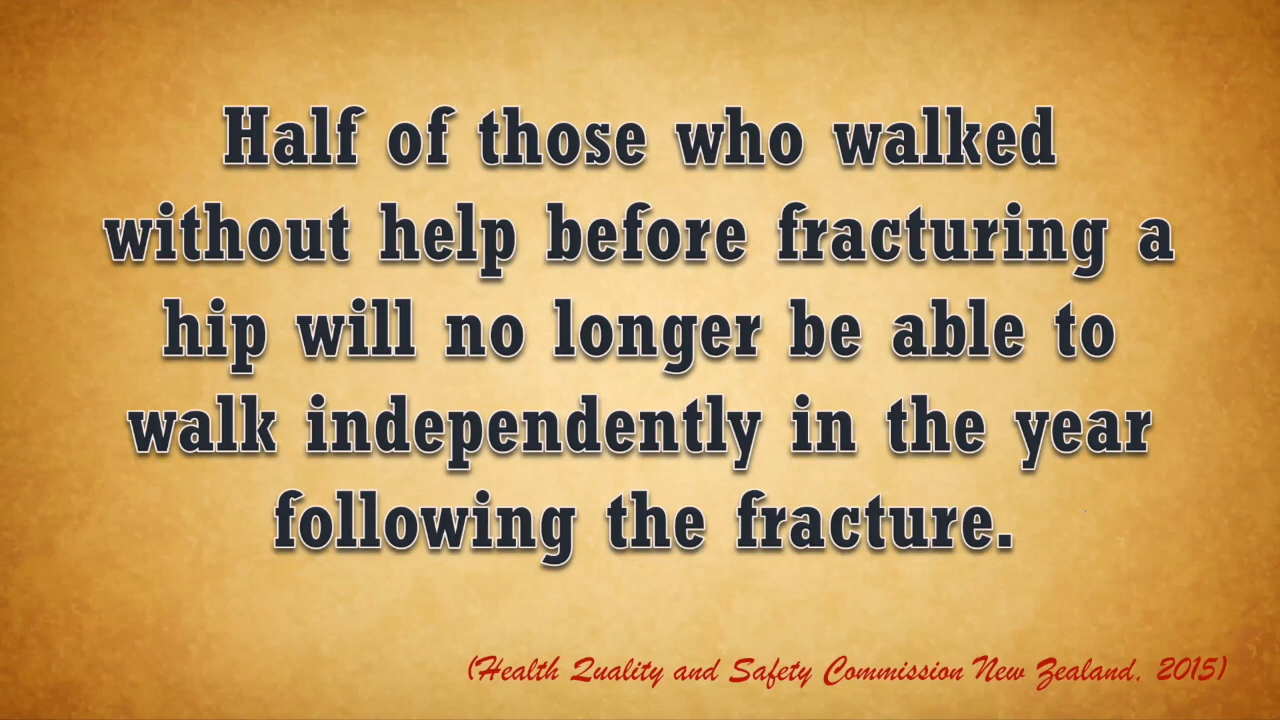 Half of those who walked
without help before fracturing a
hip will no longer be able to
walk independently in the year
following the fracture.
(Health Quality and Safety Commission New Zealand, 2015)